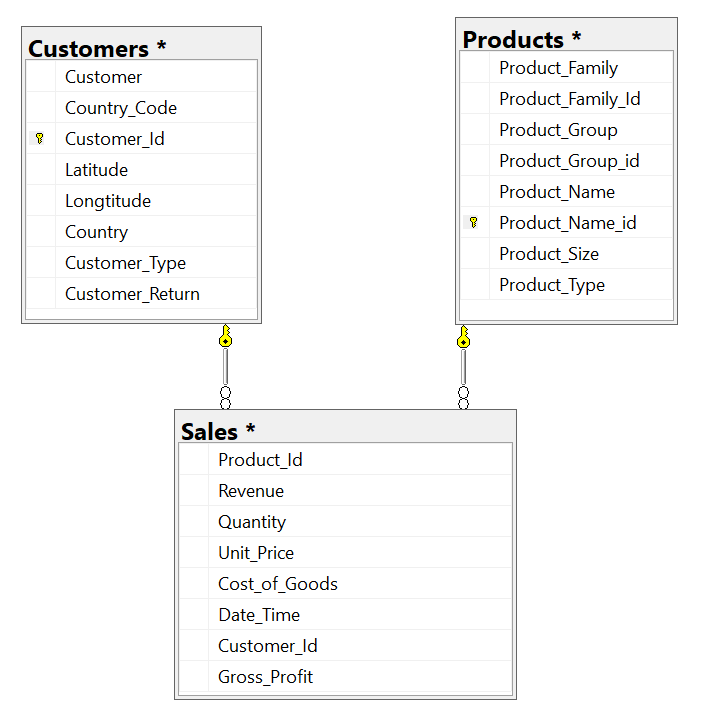 Customers *
Customer
Country_Code
Customer_Id
Latitude
Longtitude
Country
Customer_Type
Customer_Return
Products *
Product_Family
Product_Family_Id
Product_Group
Product_Group_id
Product_Name
Product_Name_id
Product_Size
Product_Type
Sales *
Product_Id
Revenue
Quantity
Unit_Price
Cost_of_Goods
Date_Time
Customer_Id
Gross_Profit